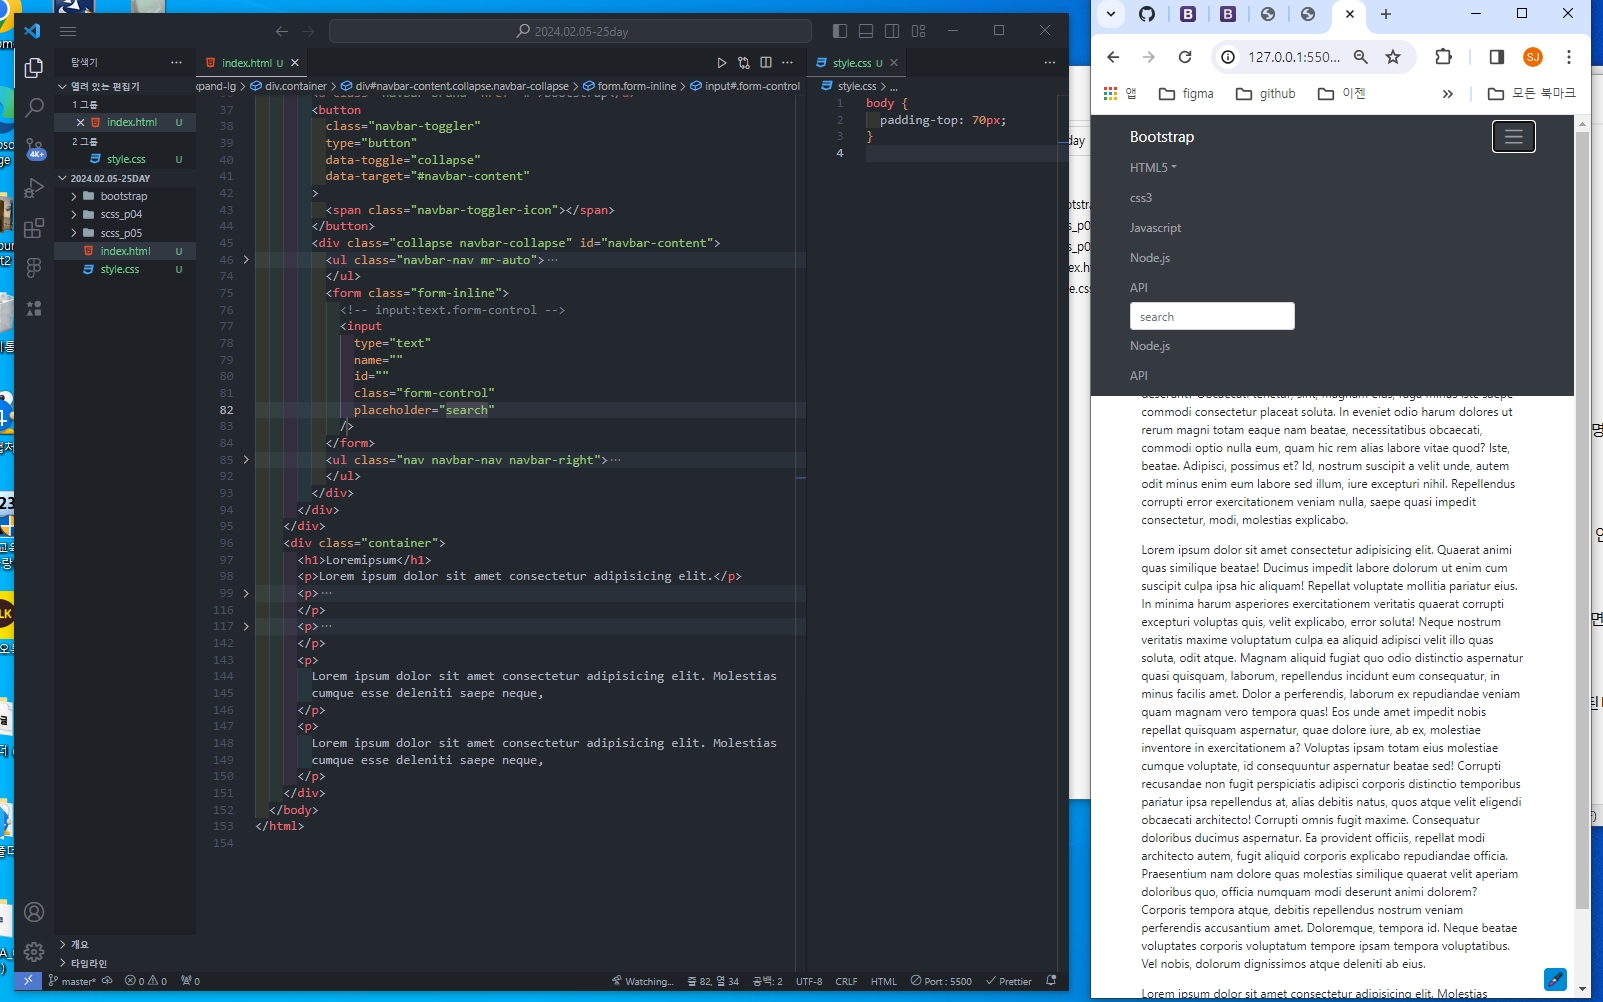 2024.02.05-25day
탐색기
index.html U
style.css U
127.0.0.1:550...
SJ
열려 있는 편집기
xpand-lg > div.container > div#navbar-content.collapse.navbar-collapse > form.form-inline > input#.form-control
style.css > ...
앱
figma
github
이젠
모든 북마크
1 그룹
index.html U
2 그룹
style.css U
2024.02.05-25DAY
bootstrap
scss_p04
scss_p05
index.html U
style.css U
개요
타임라인
4K+
37 <button
38 class="navbar-toggler"
39 type="button"
40 data-toggle="collapse"
41 data-target="#navbar-content"
42 >
43 <span class="navbar-toggler-icon"></span>
44 </button>
45 <div class="collapse navbar-collapse" id="navbar-content">
46 <ul class="navbar-nav mr-auto">···
74 </ul>
75 <form class="form-inline">
76 <!-- input:text.form-control -->
77 <input
78 type="text"
79 name=""
80 id=""
81 class="form-control"
82 placeholder="search"
83 />
84 </form>
85 <ul class="nav navbar-nav navbar-right">···
92 </ul>
93 </div>
94 </div>
95 </div>
96 <div class="container">
97 <h1>Loremipsum</h1>
98 <p>Lorem ipsum dolor sit amet consectetur adipisicing elit.</p>
99 <p>···
116 </p>
117 <p>···
142 </p>
143 <p>
144 Lorem ipsum dolor sit amet consectetur adipisicing elit. Molestias
145 cumque esse deleniti saepe neque,
146 </p>
147 <p>
148 Lorem ipsum dolor sit amet consectetur adipisicing elit. Molestias
149 cumque esse deleniti saepe neque,
150 </p>
151 </div>
152 </body>
153 </html>
154
1 body {
2 padding-top: 70px;
3 }
4
day
Bootstrap
HTML5
css3
Javascript
Node.js
API
search
Node.js
API
commodi consectetur placeat soluta. In eveniet odio harum dolores ut
rerum magni totam eaque nam beatae, necessitatibus obcaecati,
commodi optio nulla eum, quam hic rem alias labore vitae quod? Iste,
beatae. Adipisci, possimus et? Id, nostrum suscipit a velit unde, autem
odit minus enim eum labore sed illum, iure excepturi nihil. Repellendus
corrupti error exercitationem veniam nulla, saepe quasi impedit
consectetur, modi, molestias explicabo.
Lorem ipsum dolor sit amet consectetur adipisicing elit. Quaerat animi
quas similique beatae! Ducimus impedit labore dolorum ut enim cum
suscipit culpa ipsa hic aliquam! Repellat voluptate mollitia pariatur eius.
In minima harum asperiores exercitationem veritatis quaerat corrupti
excepturi voluptas quis, velit explicabo, error soluta! Neque nostrum
veritatis maxime voluptatum culpa ea aliquid adipisci velit illo quas
soluta, odit atque. Magnam aliquid fugiat quo odio distinctio aspernatur
quasi quisquam, laborum, repellendus incidunt eum consequatur, in
minus facilis amet. Dolor a perferendis, laborum ex repudiandae veniam
quam magnam vero tempora quas! Eos unde amet impedit nobis
repellat quisquam aspernatur, quae dolore iure, ab ex, molestiae
inventore in exercitationem a? Voluptas ipsam totam eius molestiae
cumque voluptate, id consequuntur aspernatur beatae sed! Corrupti
recusandae non fugit perspiciatis adipisci corporis distinctio temporibus
pariatur ipsa repellendus at, alias debitis natus, quos atque velit eligendi
obcaecati architecto! Corrupti omnis fugit maxime. Consequatur
doloribus ducimus aspernatur. Ea provident officiis, repellat modi
architecto autem, fugit aliquid corporis explicabo repudiandae officia.
Praesentium nam dolore quas molestias similique quaerat velit aperiam
doloribus quo, officia numquam modi deserunt animi dolorem?
Corporis tempora atque, debitis repellendus nostrum veniam
perferendis accusantium amet. Doloremque, tempora id. Neque beatae
voluptates corporis voluptatum tempore ipsam tempora voluptatibus.
Vel nobis, dolorum dignissimos atque deleniti ab eius.
Lorem ipsum dolor sit amet consectetur adipisicing elit. Molestias
master*
0
0
0
Watching...
줄 82, 열 34
공백: 2
UTF-8
CRLF
HTML
Port : 5500
Prettier